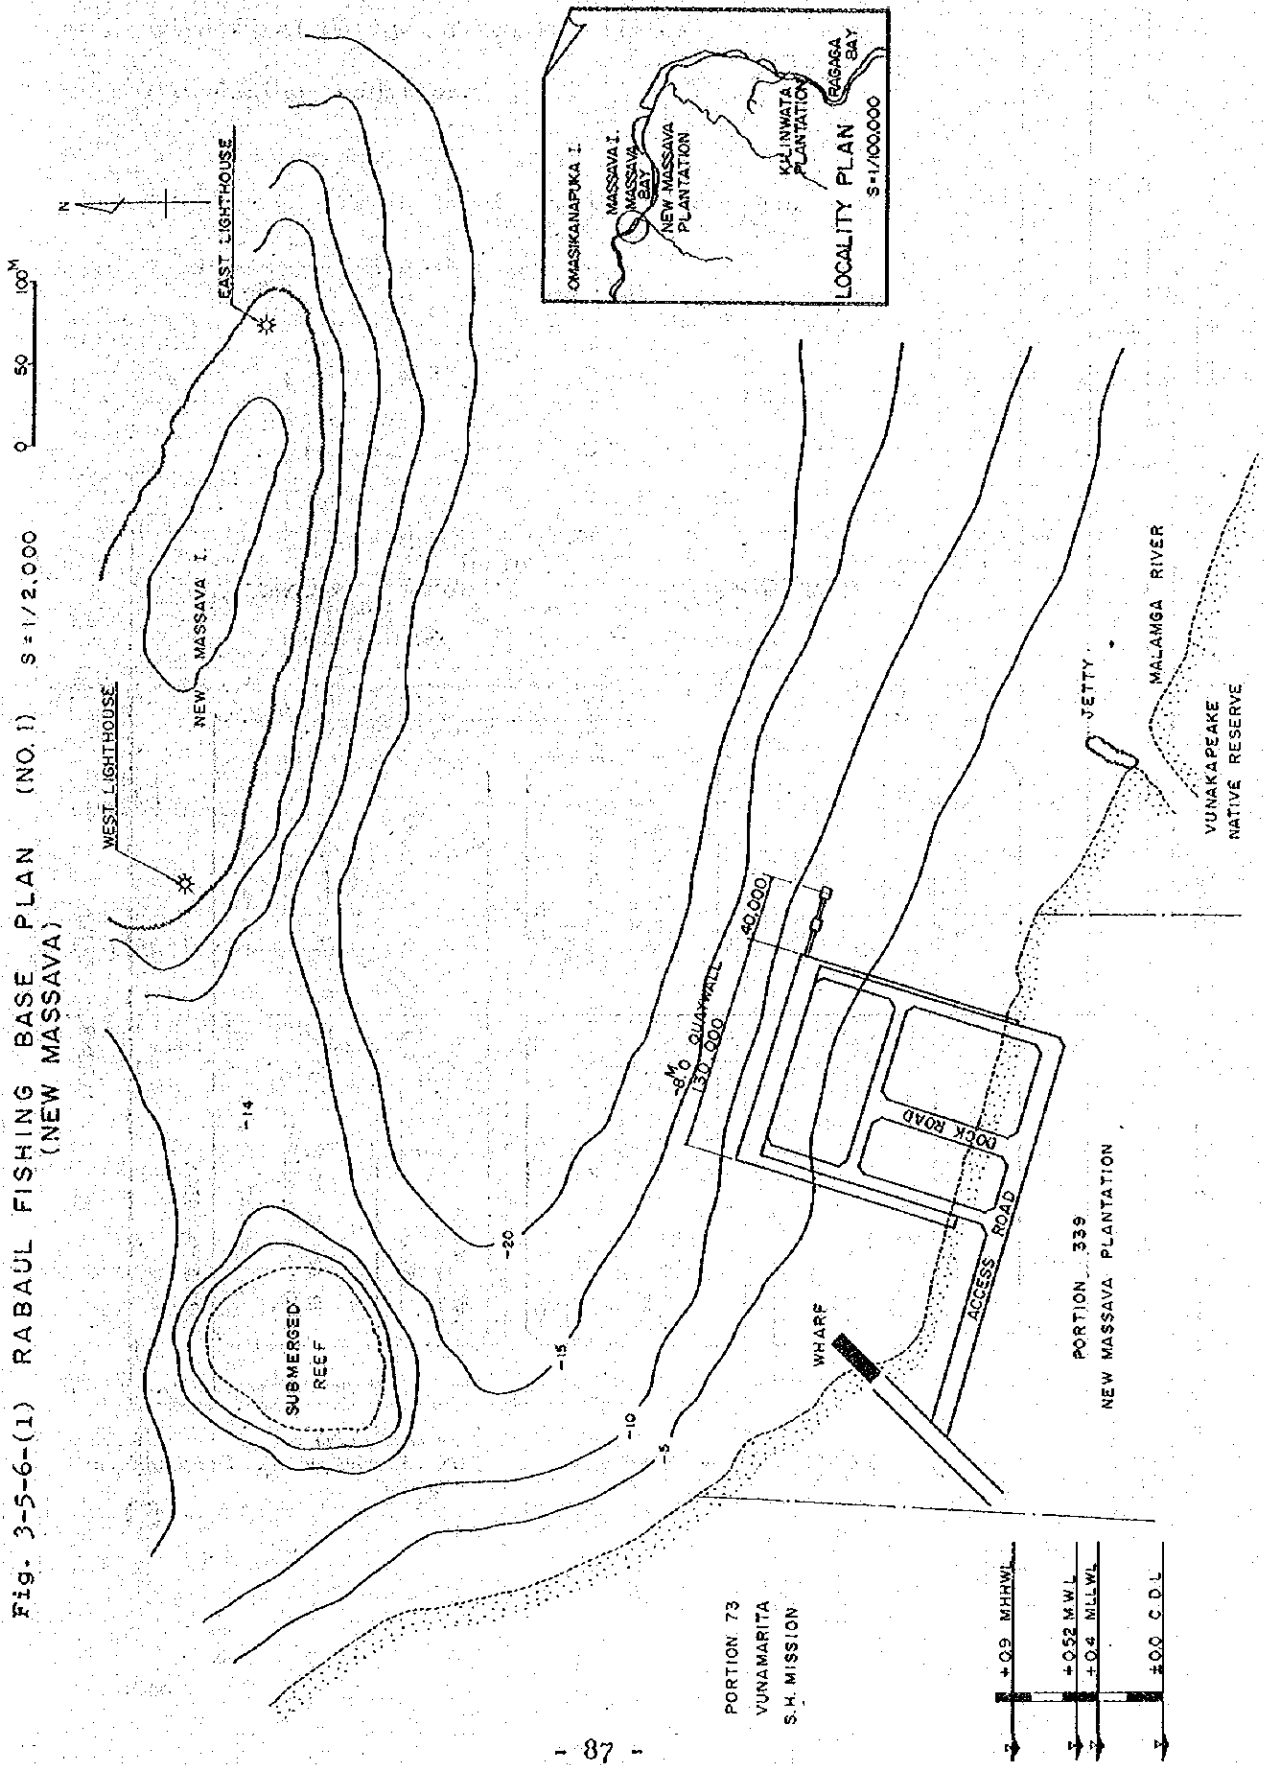 Fig. 3-5-6-(1) RABAUL FISHING BASE PLAN (NO.1) S=1/2,000
(NEW MASSAVA)
0 50 100M
N
WEST LIGHTHOUSE
EAST LIGHTHOUSE
NEW MASSAVA I.
-14
SUBMERGED
REEF
-20
-15
-10
-5
-8.0M QUAYWALL
130,000
40,000
DOCK ROAD
ACCESS ROAD
WHARF
JETTY
MALAMGA RIVER
VUNAKAPEAKE
NATIVE RESERVE
PORTION 339
NEW MASSAVA PLANTATION
PORTION 73
VUNAMARITA
S.H. MISSION
+0.9 MHHWL
+0.52 M.W.L
+0.4 MLLWL
±0.0 C.D.L
OMASIKANAPUKA I.
MASSAVA I.
MASSAVA
BAY
NEW MASSAVA
PLANTATION
KULINWATA
PLANTATION
RAGAGA
BAY
LOCALITY PLAN
S=1/100,000
- 87 -